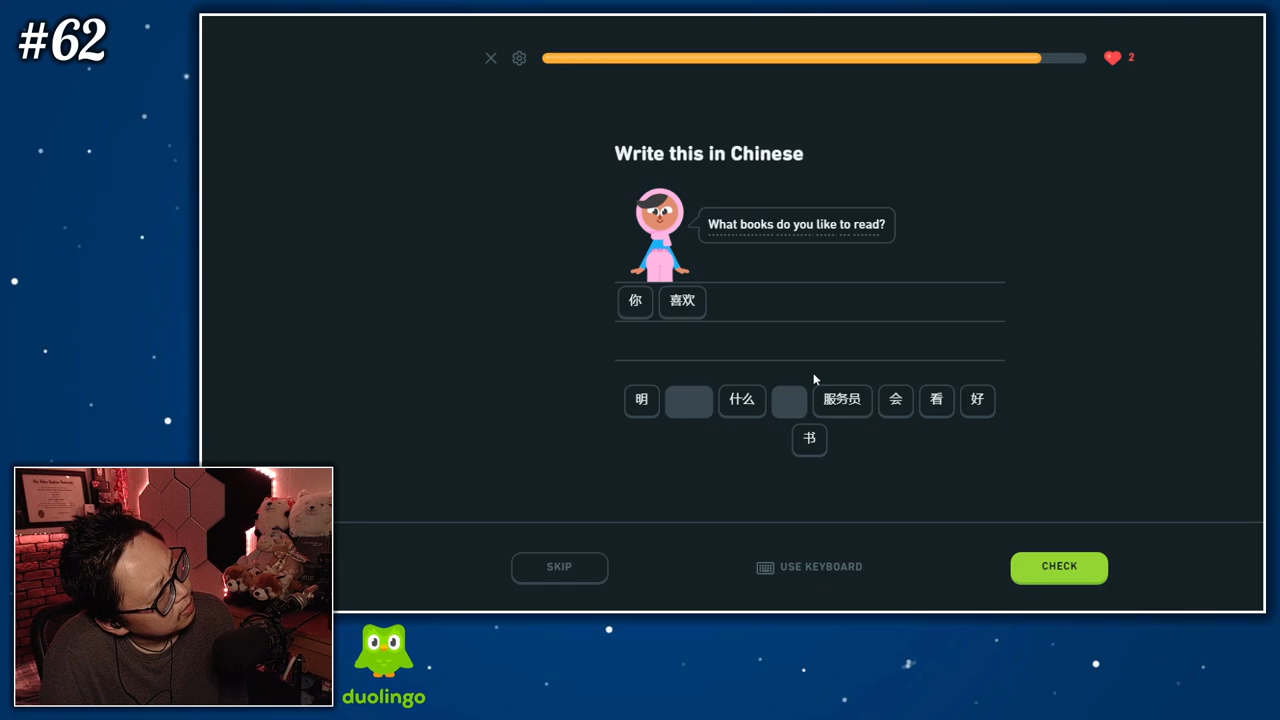 #62
2
Write this in Chinese
What books do you like to read?
你 喜欢
明 什么 服务员 会 看 好
书
SKIP
USE KEYBOARD
CHECK
duolingo